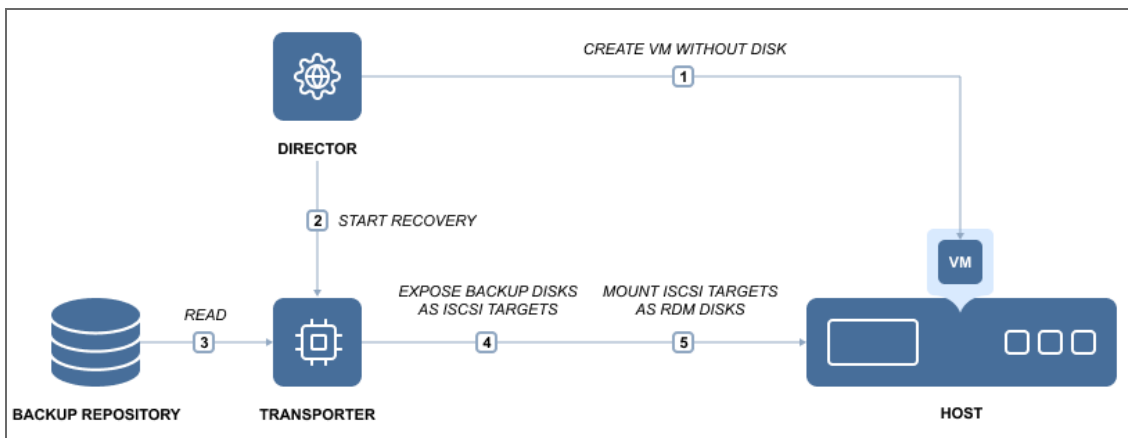 CREATE VM WITHOUT DISK
1
DIRECTOR
2 START RECOVERY
VM
EXPOSE BACKUP DISKS
AS ISCSI TARGETS
MOUNT ISCSI TARGETS
AS RDM DISKS
READ
3
4
5
BACKUP REPOSITORY
TRANSPORTER
HOST